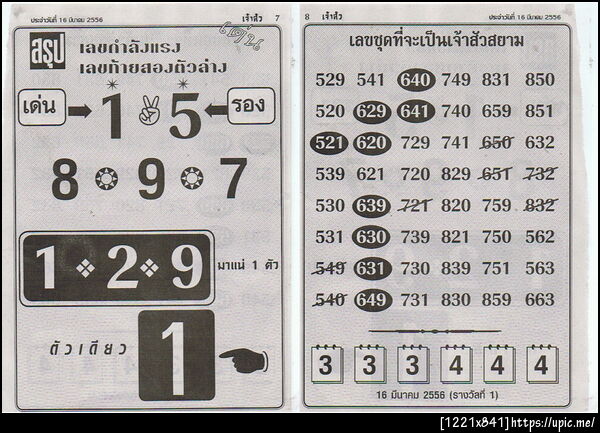 ประจำวันที่ 16 มีนาคม 2556 เจ้าสัว 7
สรุป
เลขกำลังแรง
เลขท้ายสองตัวล่าง
เด่น 1 5 รอง
8 9 7
1 2 9
มาแน่ 1 ตัว
ตัวเดียว 1
8 เจ้าสัว ประจำวันที่ 16 มีนาคม 2556
เลขชุดที่จะเป็นเจ้าสัวสยาม
529 541 640 749 831 850
520 629 641 740 659 851
521 620 729 741 650 632
539 621 720 829 651 732
530 639 721 820 759 832
531 630 739 821 750 562
549 631 730 839 751 563
540 649 731 830 859 663
3 3 3 4 4 4
16 มีนาคม 2556 (รางวัลที่ 1)
[1221x841]https://upic.me/